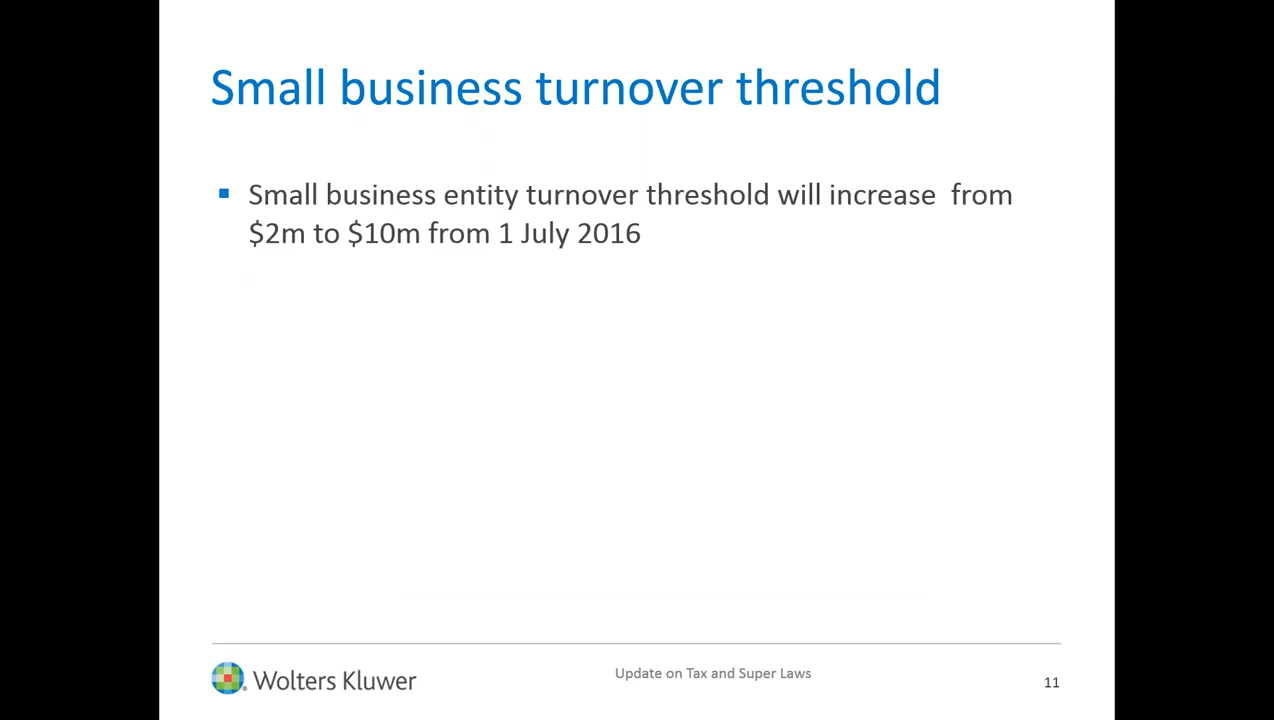 Small business turnover threshold
▪ Small business entity turnover threshold will increase  from
$2m to $10m from 1 July 2016
Wolters Kluwer
Update on Tax and Super Laws
11